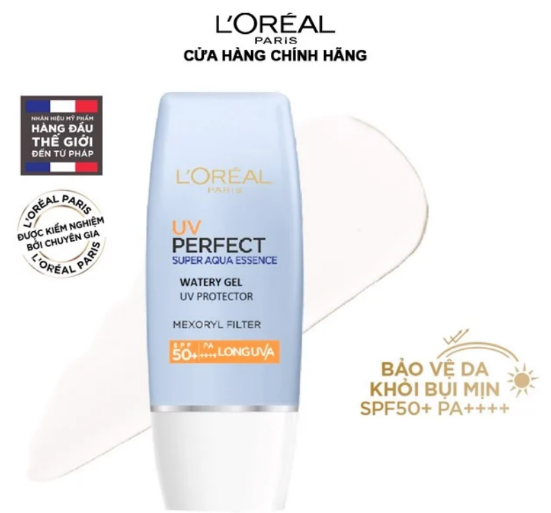 L'ORÉAL
PARIS
CỬA HÀNG CHÍNH HÃNG
NHÃN HIỆU MỸ PHẨM
HÀNG ĐẦU
THẾ GIỚI
ĐẾN TỪ PHÁP
L'ORÉAL PARIS
ĐƯỢC KIỂM NGHIỆM
BỞI CHUYÊN GIA
L'ORÉAL PARIS
L'ORÉAL
PARIS
UV
PERFECT
SUPER AQUA ESSENCE
WATERY GEL
UV PROTECTOR
MEXORYL FILTER
SPF 50+ PA ++++ LONG UVA
BẢO VỆ DA
KHỎI BỤI MỊN
SPF50+ PA++++